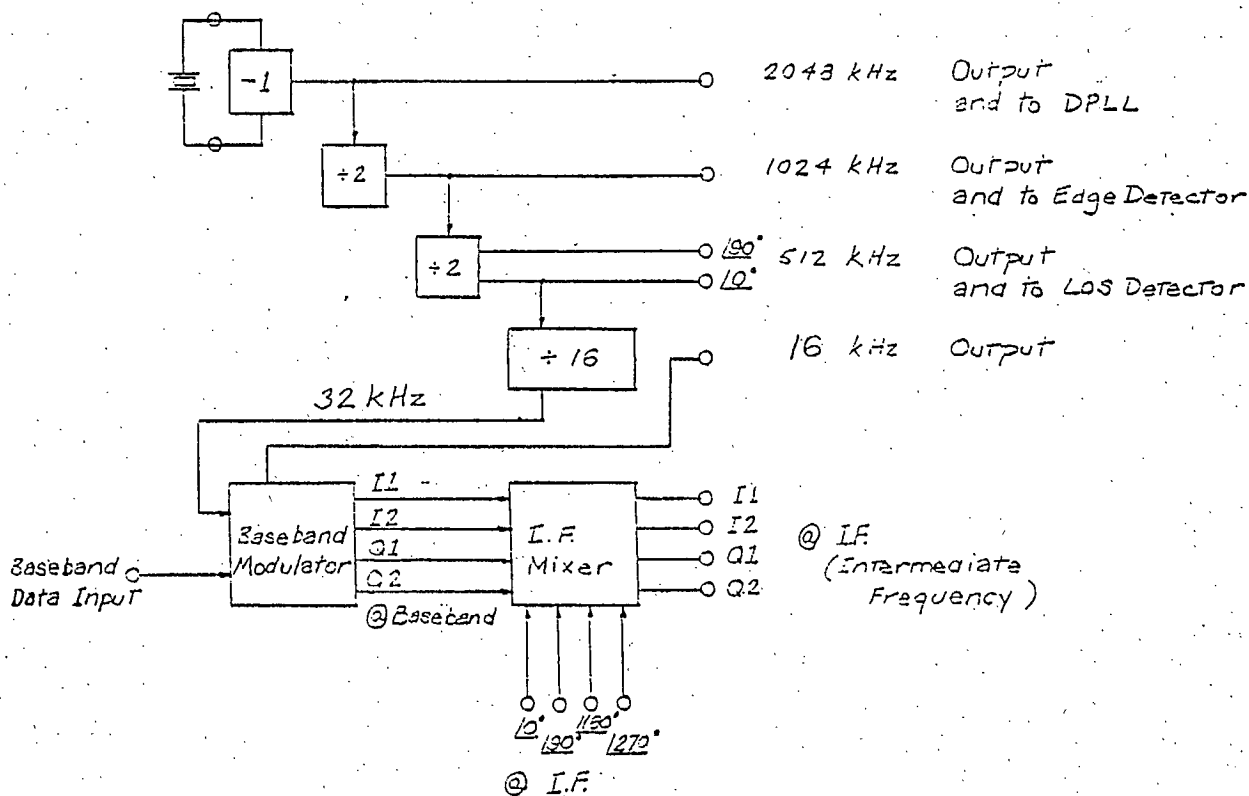 -1
2048 kHz Output
and to DPLL
÷2
1024 kHz Output
and to Edge Detector
÷2
∠90°
∠0°
512 kHz Output
and to LOS Detector
÷ 16
16 kHz Output
32 kHz
Baseband
Data Input
Baseband
Modulator
I1
I2
Q1
Q2
@ Baseband
I.F.
Mixer
I1
I2
Q1
Q2
@ I.F.
(Intermediate
Frequency)
∠0° ∠90° ∠180° ∠270°
@ I.F.